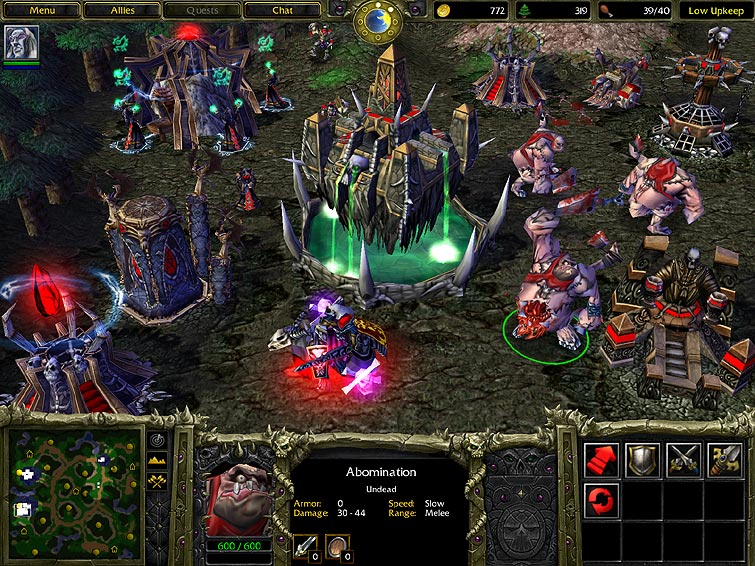 Menu Allies Quests Chat 772 319 39/40 Low Upkeep
Abomination
Undead
Armor: 0 Speed: Slow
Damage: 30 - 44 Range: Melee
600 / 600
0 0